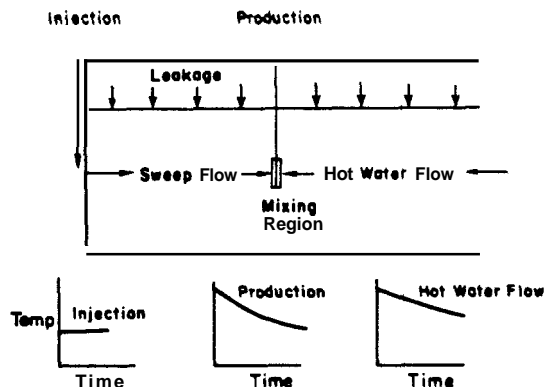 Injection Production
Leakage
Sweep Flow Hot Water Flow
Mixing
Region
Injection Production Hot Water Flow
Temp
Time Time Time